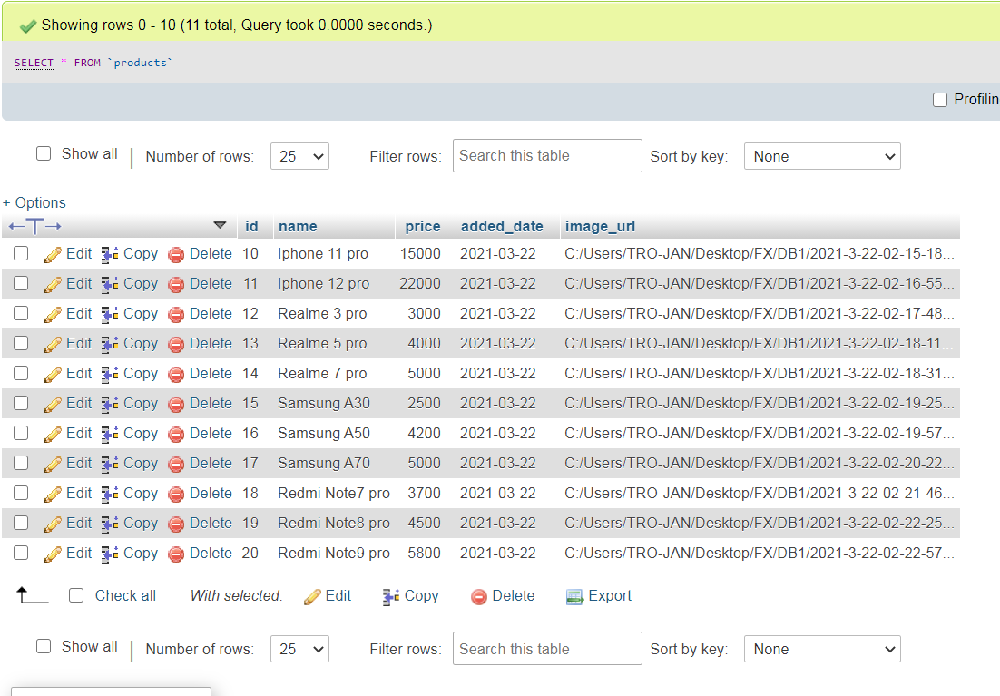 Showing rows 0 - 10 (11 total, Query took 0.0000 seconds.)
SELECT * FROM `products`
Profilin
Show all | Number of rows: 25 Filter rows: Search this table Sort by key: None
+ Options
id name price added_date image_url
Edit Copy Delete 10 Iphone 11 pro 15000 2021-03-22 C:/Users/TRO-JAN/Desktop/FX/DB1/2021-3-22-02-15-18...
Edit Copy Delete 11 Iphone 12 pro 22000 2021-03-22 C:/Users/TRO-JAN/Desktop/FX/DB1/2021-3-22-02-16-55...
Edit Copy Delete 12 Realme 3 pro 3000 2021-03-22 C:/Users/TRO-JAN/Desktop/FX/DB1/2021-3-22-02-17-48...
Edit Copy Delete 13 Realme 5 pro 4000 2021-03-22 C:/Users/TRO-JAN/Desktop/FX/DB1/2021-3-22-02-18-11...
Edit Copy Delete 14 Realme 7 pro 5000 2021-03-22 C:/Users/TRO-JAN/Desktop/FX/DB1/2021-3-22-02-18-31...
Edit Copy Delete 15 Samsung A30 2500 2021-03-22 C:/Users/TRO-JAN/Desktop/FX/DB1/2021-3-22-02-19-25...
Edit Copy Delete 16 Samsung A50 4200 2021-03-22 C:/Users/TRO-JAN/Desktop/FX/DB1/2021-3-22-02-19-57...
Edit Copy Delete 17 Samsung A70 5000 2021-03-22 C:/Users/TRO-JAN/Desktop/FX/DB1/2021-3-22-02-20-22...
Edit Copy Delete 18 Redmi Note7 pro 3700 2021-03-22 C:/Users/TRO-JAN/Desktop/FX/DB1/2021-3-22-02-21-46...
Edit Copy Delete 19 Redmi Note8 pro 4500 2021-03-22 C:/Users/TRO-JAN/Desktop/FX/DB1/2021-3-22-02-22-25...
Edit Copy Delete 20 Redmi Note9 pro 5800 2021-03-22 C:/Users/TRO-JAN/Desktop/FX/DB1/2021-3-22-02-22-57...
Check all With selected: Edit Copy Delete Export
Show all | Number of rows: 25 Filter rows: Search this table Sort by key: None